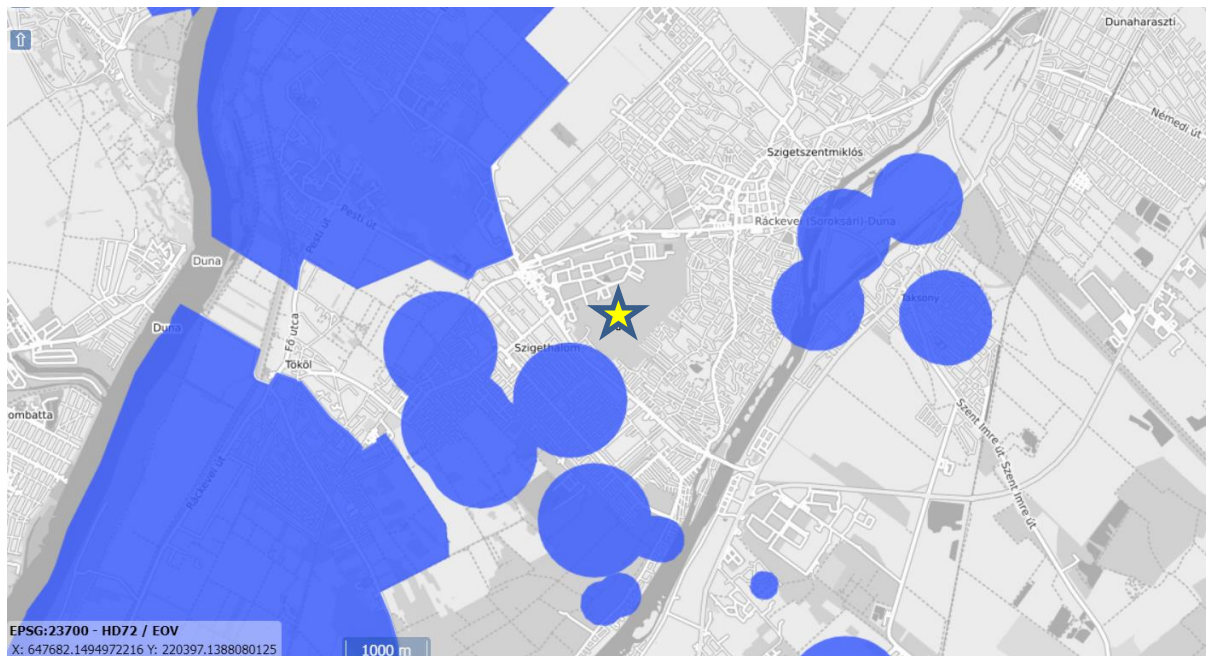 Dunaharaszti
Némedi út
Szigetszentmiklós
Pesti út
Ráckevei (Soroksári)-Duna
Pesti út
Duna
Taksony
Duna
Fő utca
Szigethalom
Tököl
ombatta
Szent Imre út
Szent Imre út
Ráckevei út
EPSG:23700 - HD72 / EOV
X: 647682.1494972216 Y: 220397.1388080125
1000 m